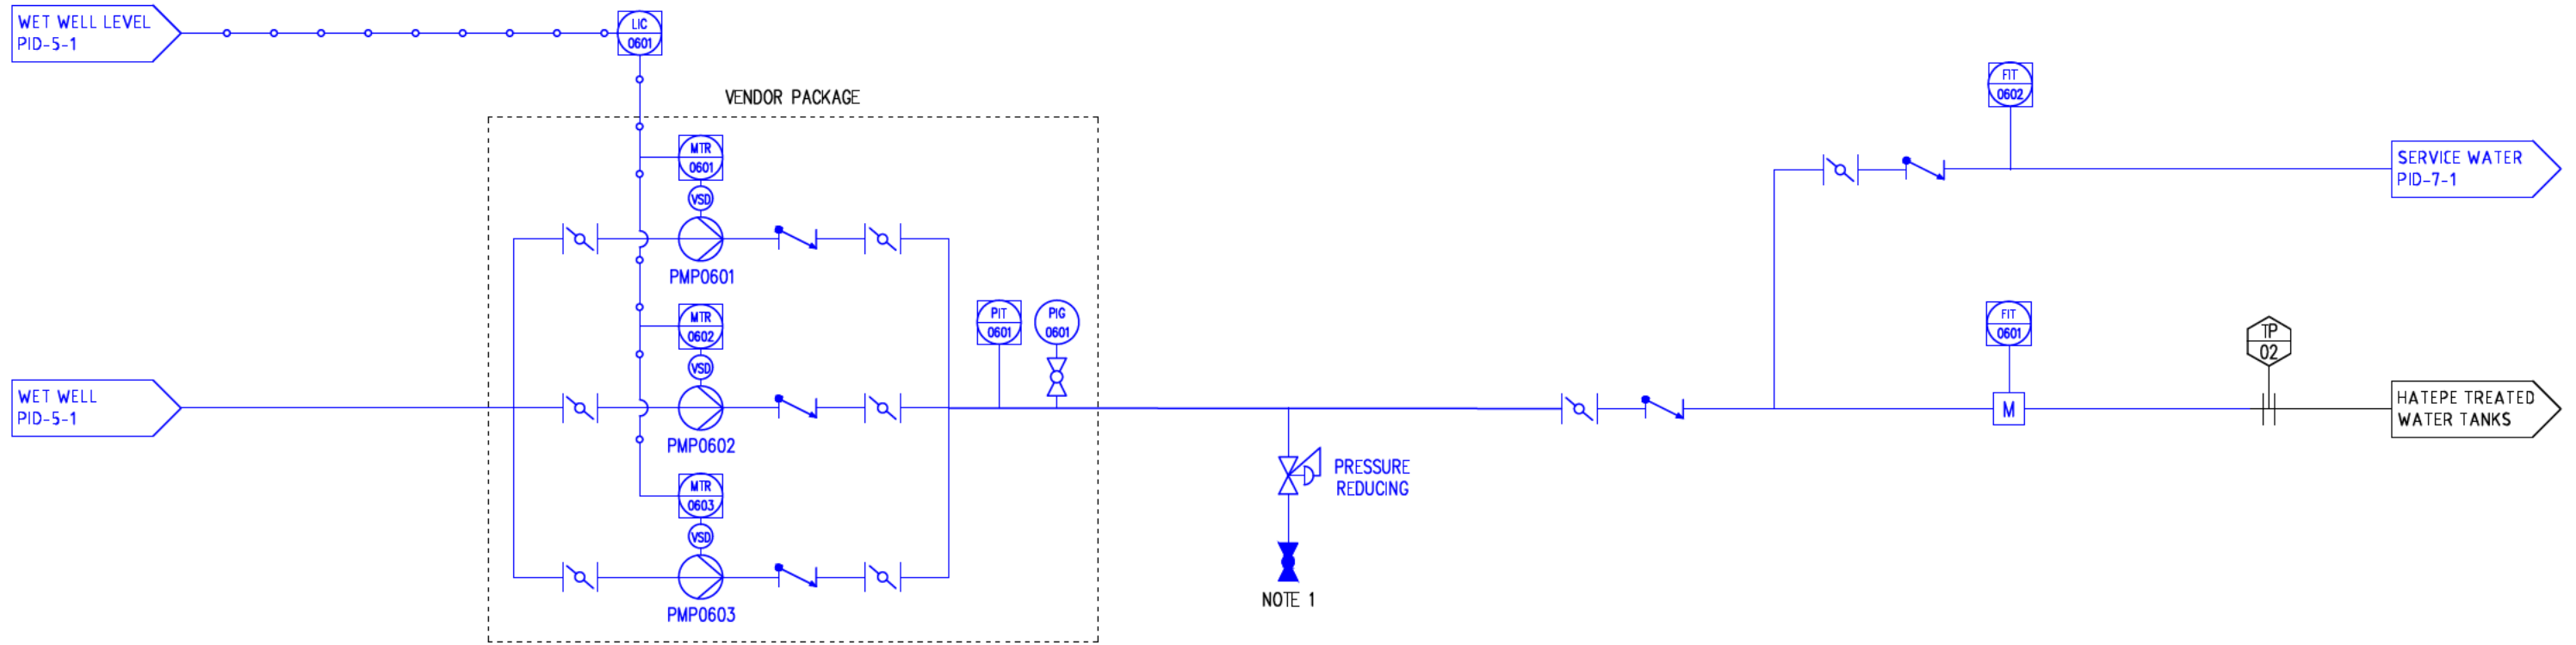 WET WELL LEVEL
PID-5-1
LIC
0601
VENDOR PACKAGE
MTR
0601
VSD
PMP0601
MTR
0602
VSD
PMP0602
MTR
0603
VSD
PMP0603
WET WELL
PID-5-1
PIT
0601
PIG
0601
PRESSURE
REDUCING
NOTE 1
FIT
0602
SERVICE WATER
PID-7-1
FIT
0601
M
TP
02
HATEPE TREATED
WATER TANKS